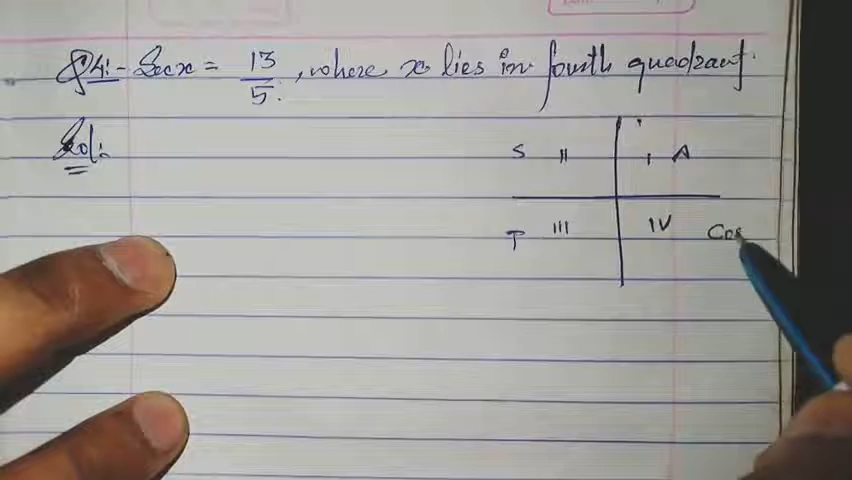 Q4:- Secx = 13/5, where x lies in fourth quadrant.
Sol:
S II I A
T III IV Cos